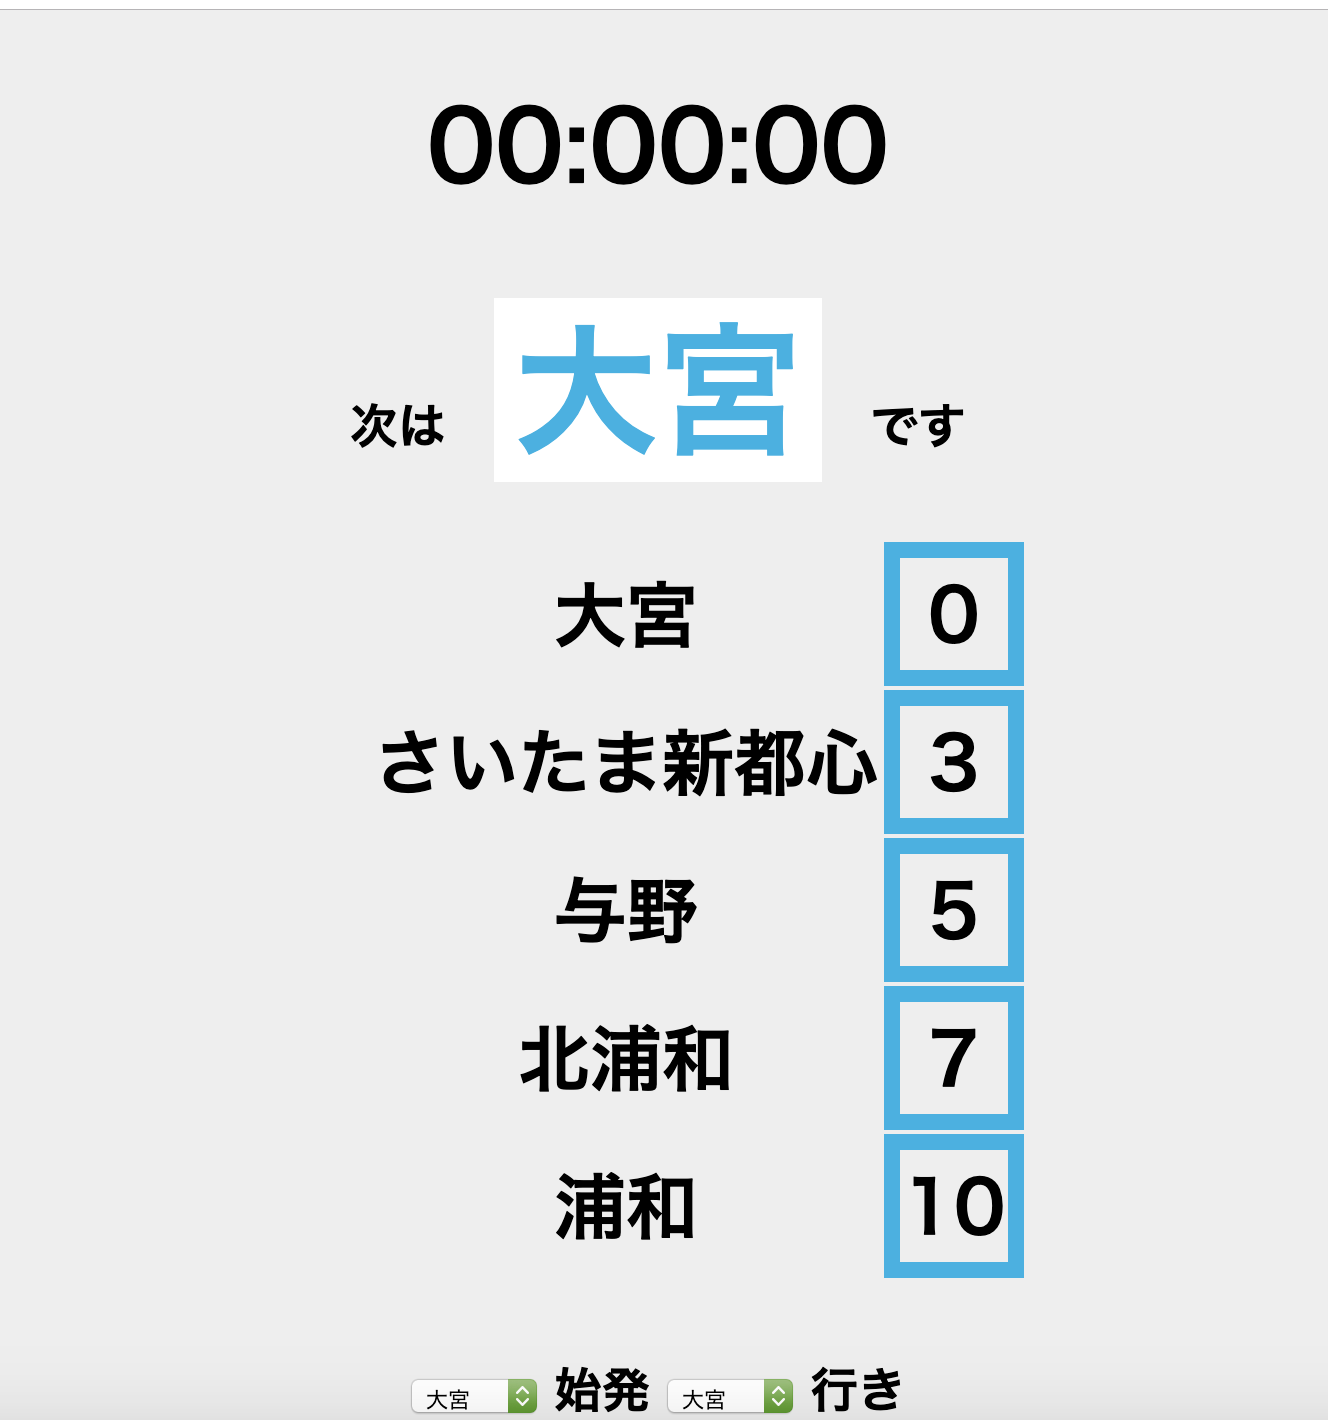 00:00:00
次は 大宮 です
大宮 0
さいたま新都心 3
与野 5
北浦和 7
浦和 10
大宮 始発 大宮 行き